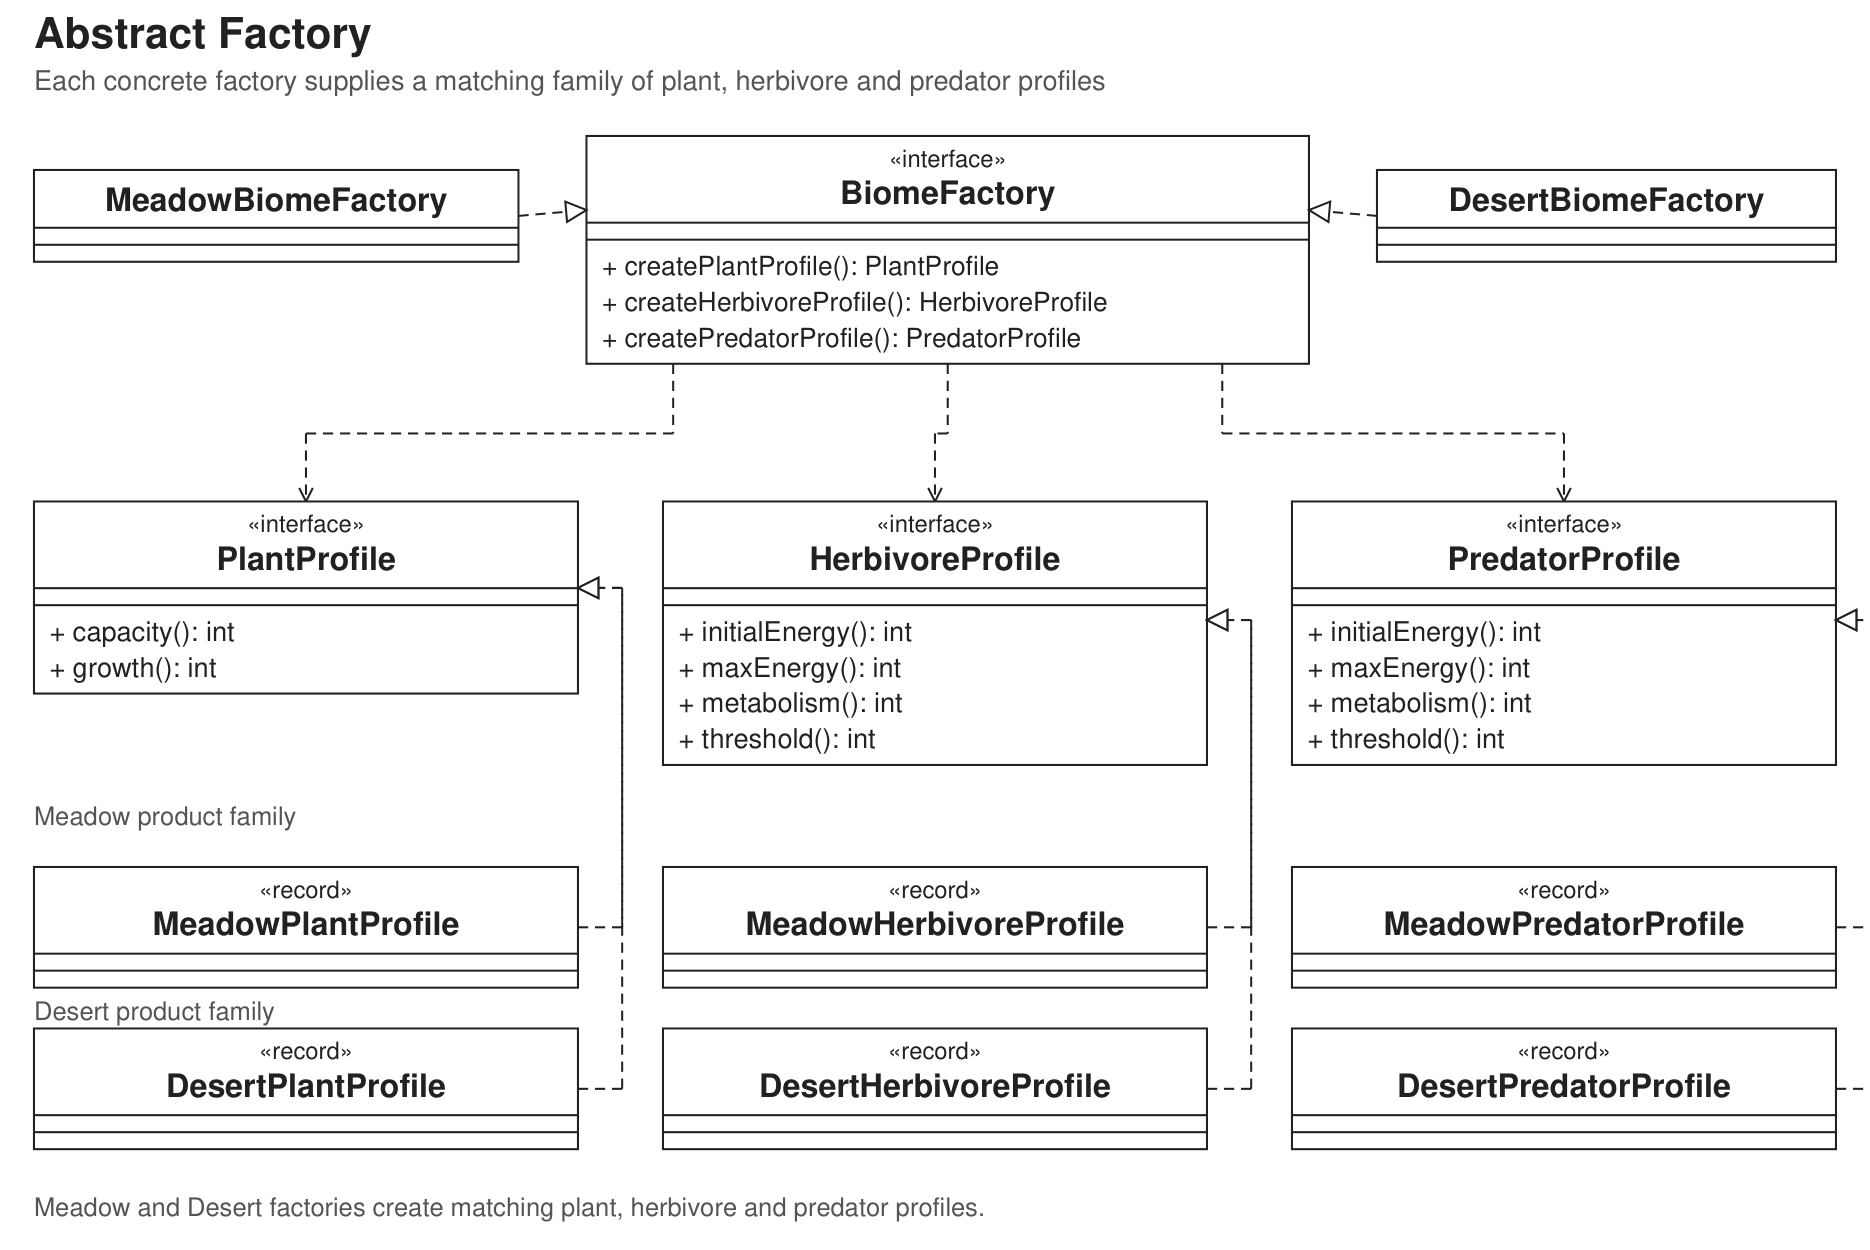 Abstract Factory
Each concrete factory supplies a matching family of plant, herbivore and predator profiles
MeadowBiomeFactory
«interface»
BiomeFactory
+ createPlantProfile(): PlantProfile
+ createHerbivoreProfile(): HerbivoreProfile
+ createPredatorProfile(): PredatorProfile
DesertBiomeFactory
«interface»
PlantProfile
+ capacity(): int
+ growth(): int
«interface»
HerbivoreProfile
+ initialEnergy(): int
+ maxEnergy(): int
+ metabolism(): int
+ threshold(): int
«interface»
PredatorProfile
+ initialEnergy(): int
+ maxEnergy(): int
+ metabolism(): int
+ threshold(): int
Meadow product family
«record»
MeadowPlantProfile
«record»
MeadowHerbivoreProfile
«record»
MeadowPredatorProfile
Desert product family
«record»
DesertPlantProfile
«record»
DesertHerbivoreProfile
«record»
DesertPredatorProfile
Meadow and Desert factories create matching plant, herbivore and predator profiles.